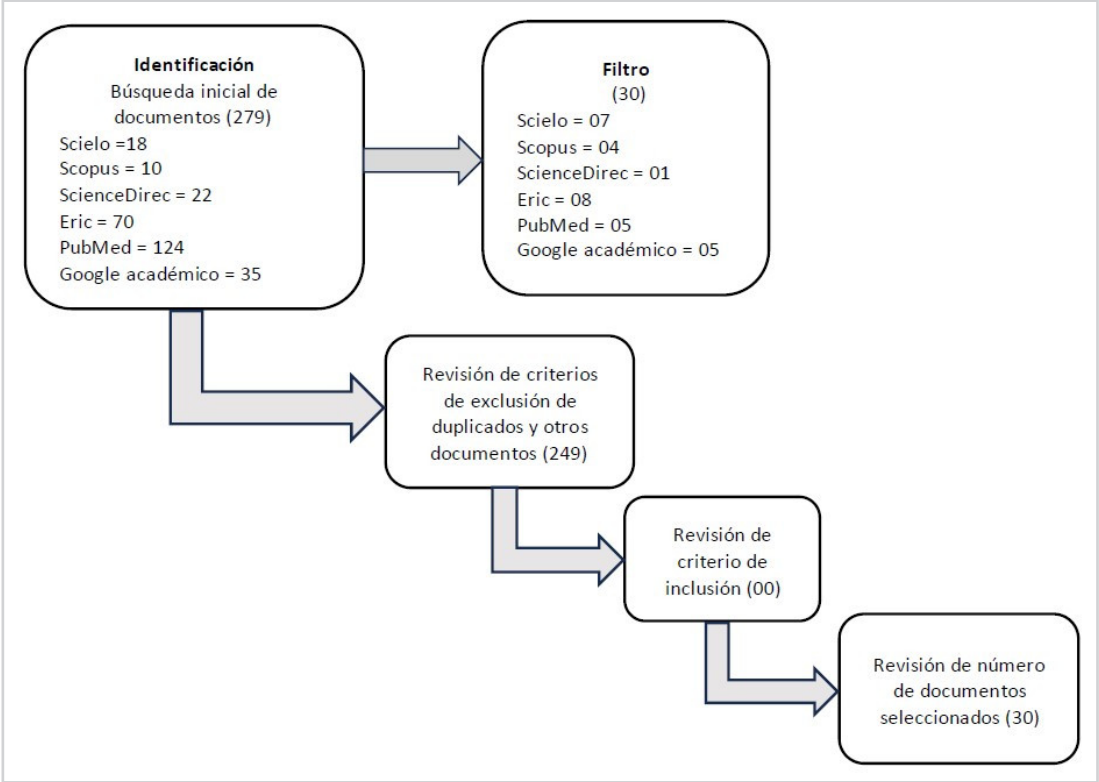 Identificación
Búsqueda inicial de
documentos (279)
Scielo =18
Scopus = 10
ScienceDirec = 22
Eric = 70
PubMed = 124
Google académico = 35
Filtro
(30)
Scielo = 07
Scopus = 04
ScienceDirec = 01
Eric = 08
PubMed = 05
Google académico = 05
Revisión de criterios
de exclusión de
duplicados y otros
documentos (249)
Revisión de
criterio de
inclusión (00)
Revisión de número
de documentos
seleccionados (30)